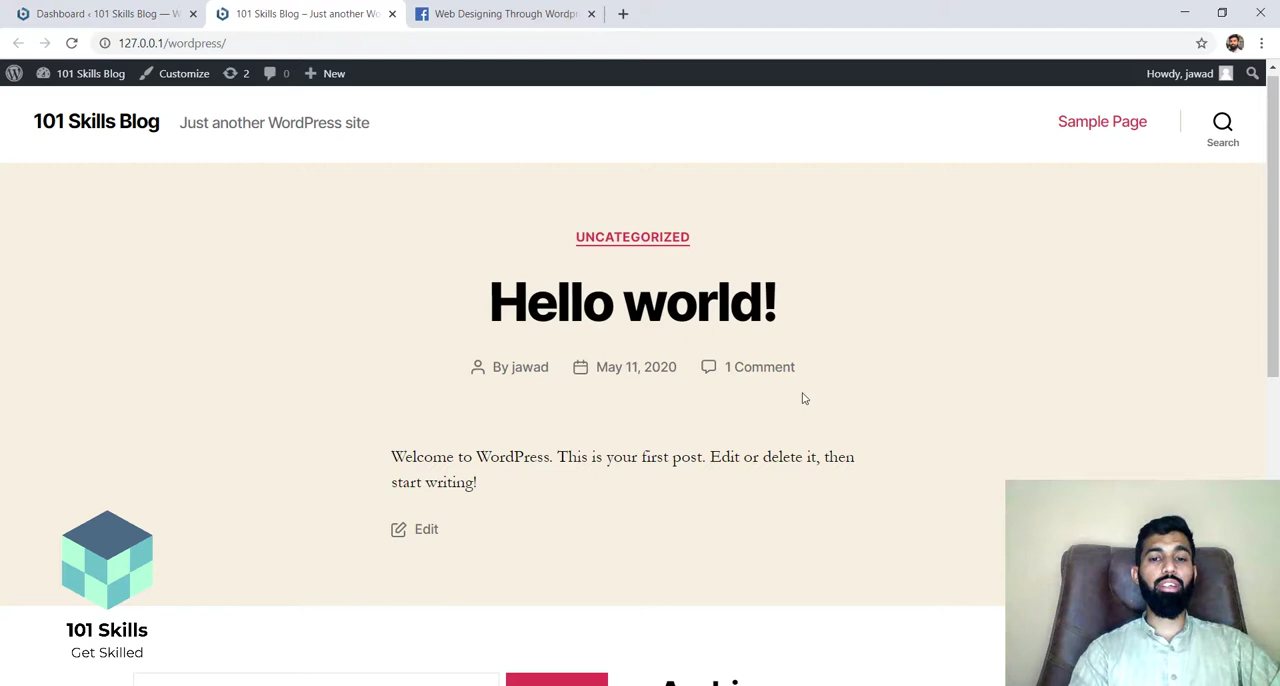 Dashboard ‹ 101 Skills Blog — W
101 Skills Blog – Just another Wo
Web Designing Through Wordpr
127.0.0.1/wordpress/
101 Skills Blog
Customize
2
0
New
Howdy, jawad
101 Skills Blog
Just another WordPress site
Sample Page
Search
UNCATEGORIZED
Hello world!
By jawad
May 11, 2020
1 Comment
Welcome to WordPress. This is your first post. Edit or delete it, then
start writing!
Edit
101 Skills
Get Skilled